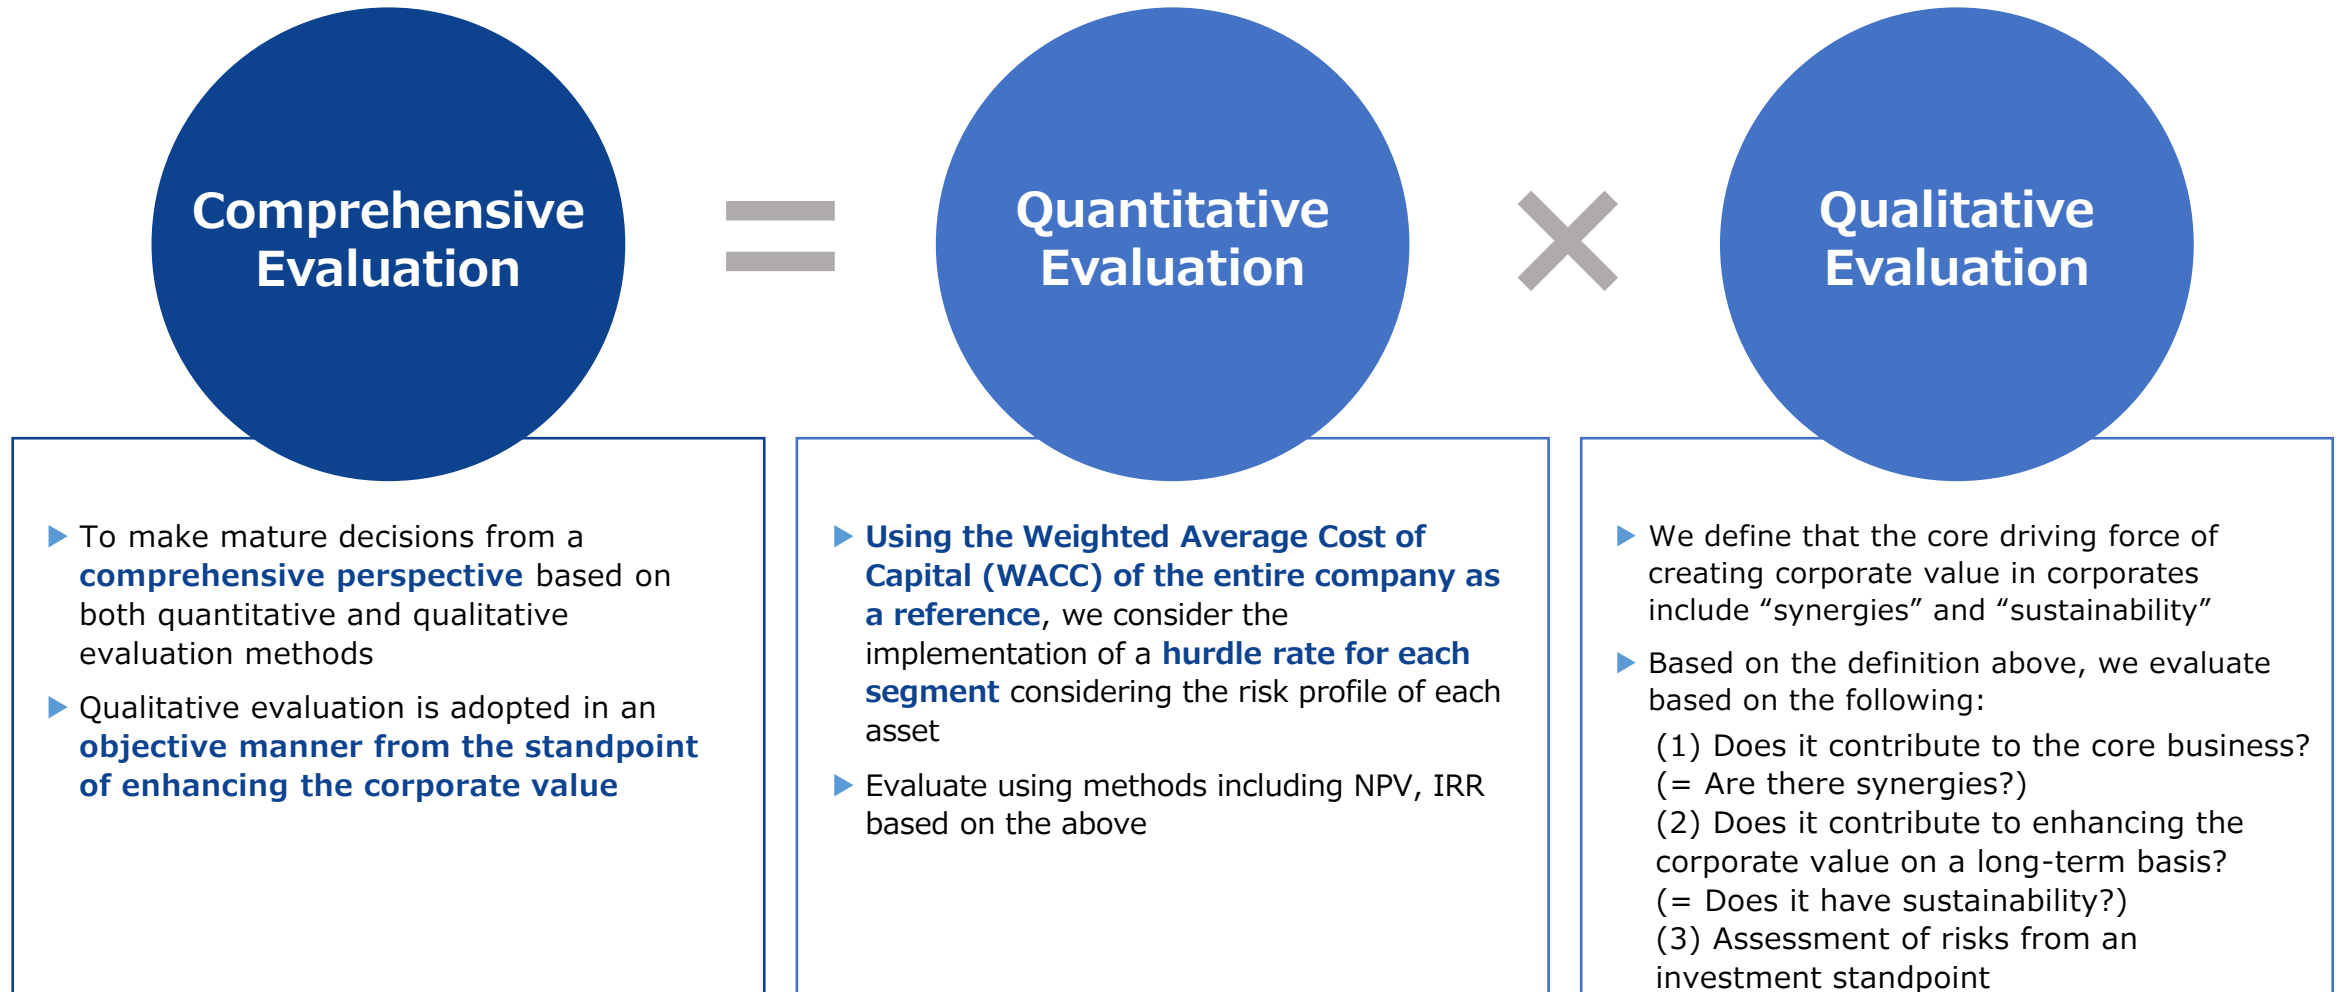 Comprehensive
Evaluation
=
Quantitative
Evaluation
×
Qualitative
Evaluation
▶ To make mature decisions from a
comprehensive perspective based on
both quantitative and qualitative
evaluation methods
▶ Qualitative evaluation is adopted in an
objective manner from the standpoint
of enhancing the corporate value
▶ Using the Weighted Average Cost of
Capital (WACC) of the entire company as
a reference, we consider the
implementation of a hurdle rate for each
segment considering the risk profile of each
asset
▶ Evaluate using methods including NPV, IRR
based on the above
▶ We define that the core driving force of
creating corporate value in corporates
include “synergies” and “sustainability”
▶ Based on the definition above, we evaluate
based on the following:
(1) Does it contribute to the core business?
(= Are there synergies?)
(2) Does it contribute to enhancing the
corporate value on a long-term basis?
(= Does it have sustainability?)
(3) Assessment of risks from an
investment standpoint